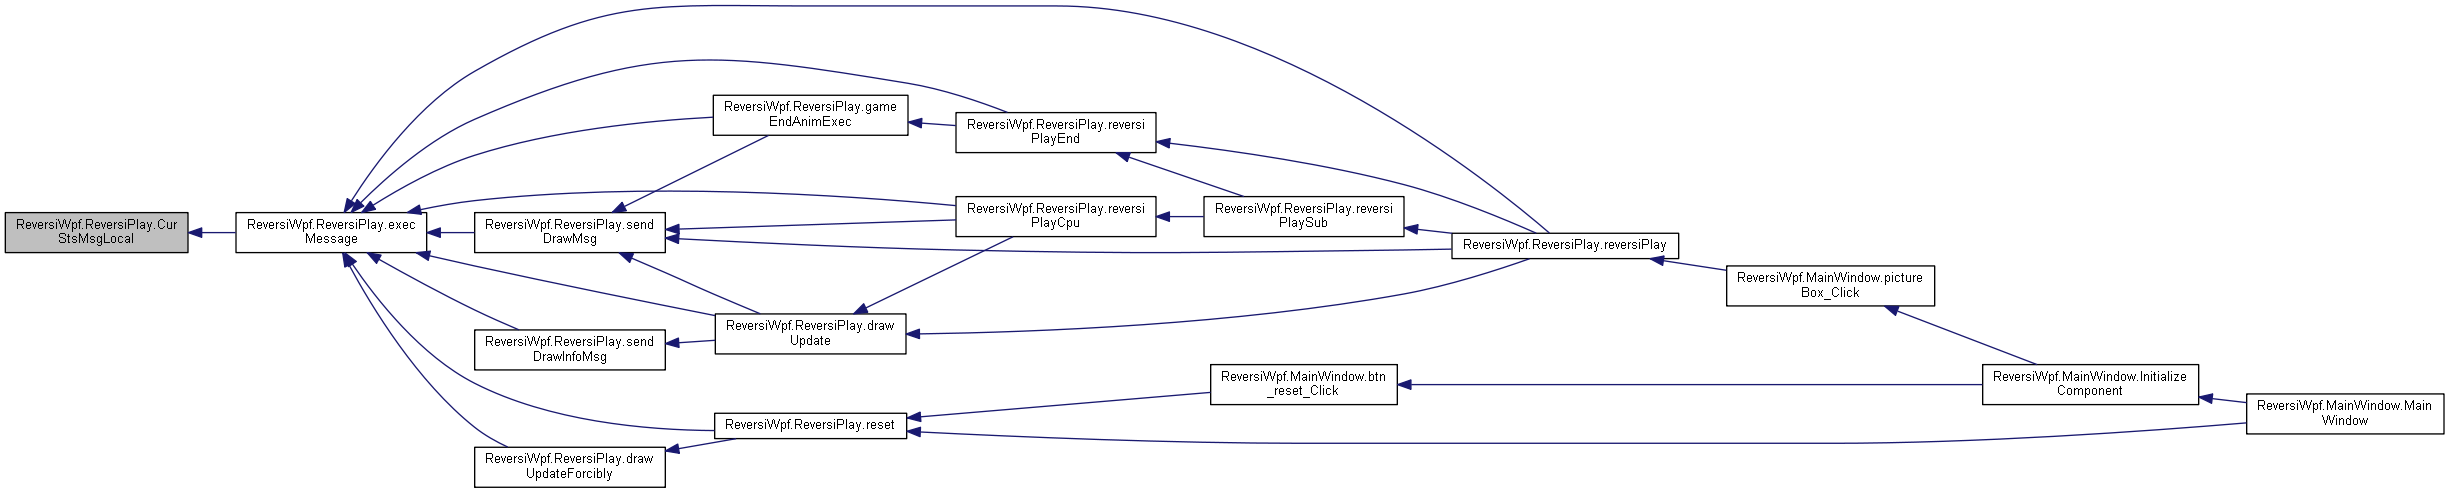 ReversiWpf.ReversiPlay.Cur
StsMsgLocal
ReversiWpf.ReversiPlay.exec
Message
ReversiWpf.ReversiPlay.game
EndAnimExec
ReversiWpf.ReversiPlay.reversi
PlayEnd
ReversiWpf.ReversiPlay.send
DrawMsg
ReversiWpf.ReversiPlay.reversi
PlayCpu
ReversiWpf.ReversiPlay.reversi
PlaySub
ReversiWpf.ReversiPlay.reversiPlay
ReversiWpf.MainWindow.picture
Box_Click
ReversiWpf.ReversiPlay.draw
Update
ReversiWpf.ReversiPlay.send
DrawInfoMsg
ReversiWpf.MainWindow.btn
_reset_Click
ReversiWpf.MainWindow.Initialize
Component
ReversiWpf.MainWindow.Main
Window
ReversiWpf.ReversiPlay.reset
ReversiWpf.ReversiPlay.draw
UpdateForcibly